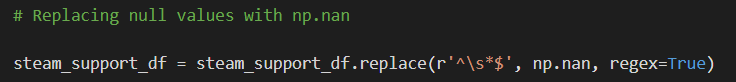 # Replacing null values with np.nan
steam_support_df = steam_support_df.replace(r'^\s*$', np.nan, regex=True)